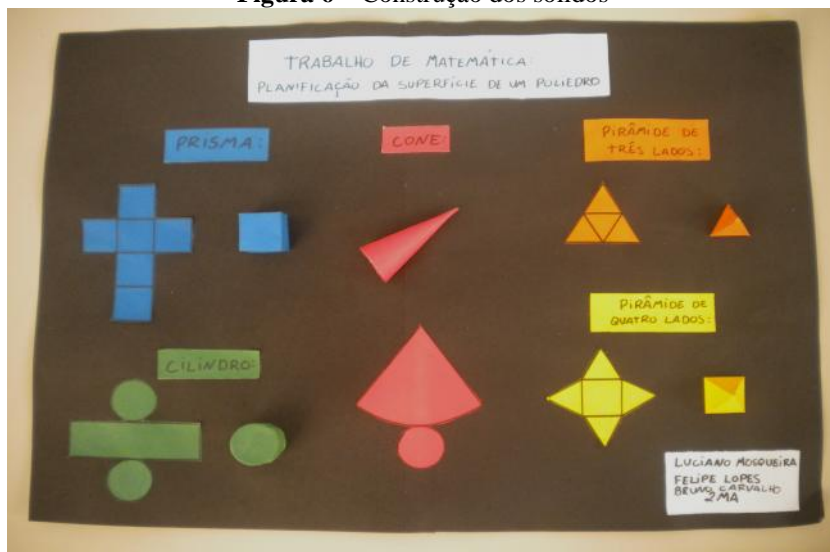 Figura 6 – Construção dos sólidos
TRABALHO DE MATEMÁTICA:
PLANIFICAÇÃO DA SUPERFÍCIE DE UM POLIEDRO
PRISMA:
CONE:
PIRÂMIDE DE
TRÊS LADOS:
PIRÂMIDE DE
QUATRO LADOS:
CILINDRO:
LUCIANO MOSQUEIRA
FELIPE LOPES
BRUNO CARVALHO
2MA